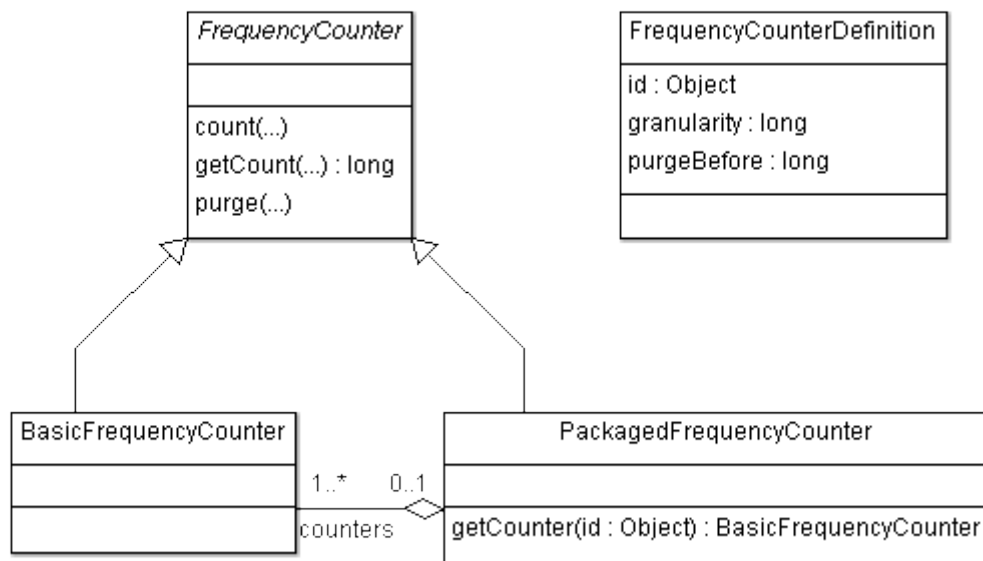 FrequencyCounter
count(...)
getCount(...) : long
purge(...)
FrequencyCounterDefinition
id : Object
granularity : long
purgeBefore : long
BasicFrequencyCounter
1..*
0..1
counters
PackagedFrequencyCounter
getCounter(id : Object) : BasicFrequencyCounter